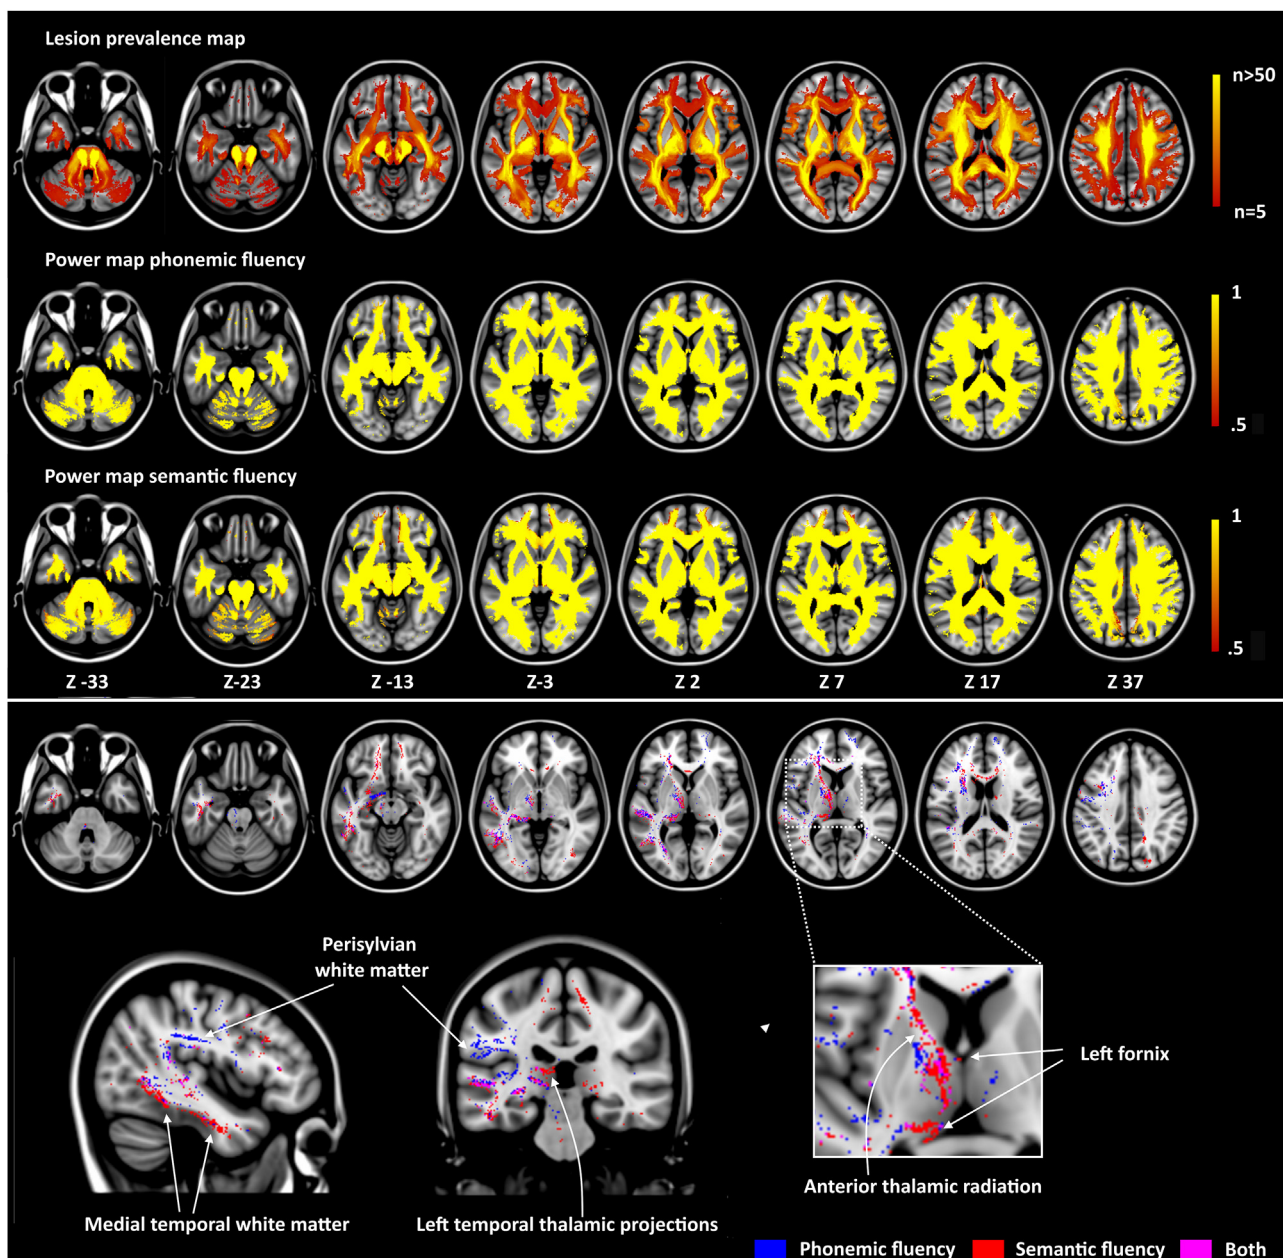 Lesion prevalence map
n>50
n=5
Power map phonemic fluency
1
.5
Power map semantic fluency
1
.5
Z -33 Z-23 Z -13 Z-3 Z 2 Z 7 Z 17 Z 37
Perisylvian
white matter
Left fornix
Anterior thalamic radiation
Medial temporal white matter
Left temporal thalamic projections
Phonemic fluency Semantic fluency Both